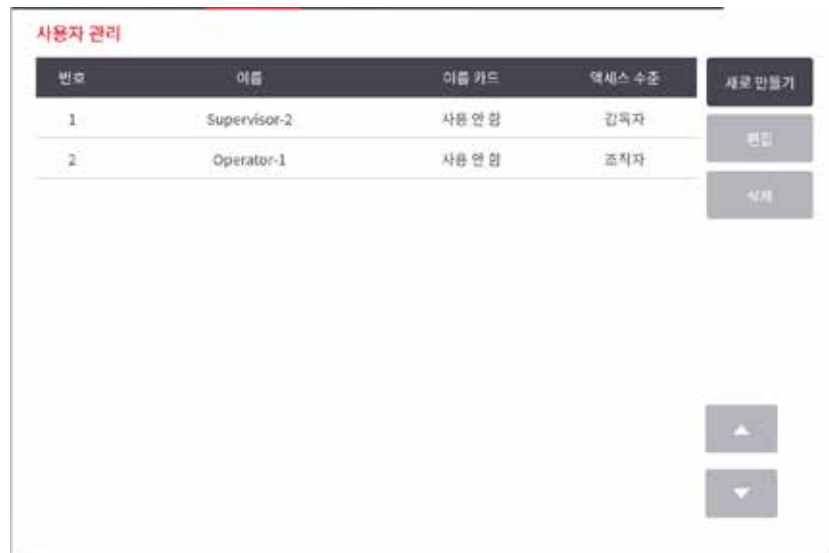 사용자 관리
번호 이름 이름 카드 액세스 수준 새로 만들기
1 Supervisor-2 사용 안 함 감독자
편집
2 Operator-1 사용 안 함 조작자
삭제